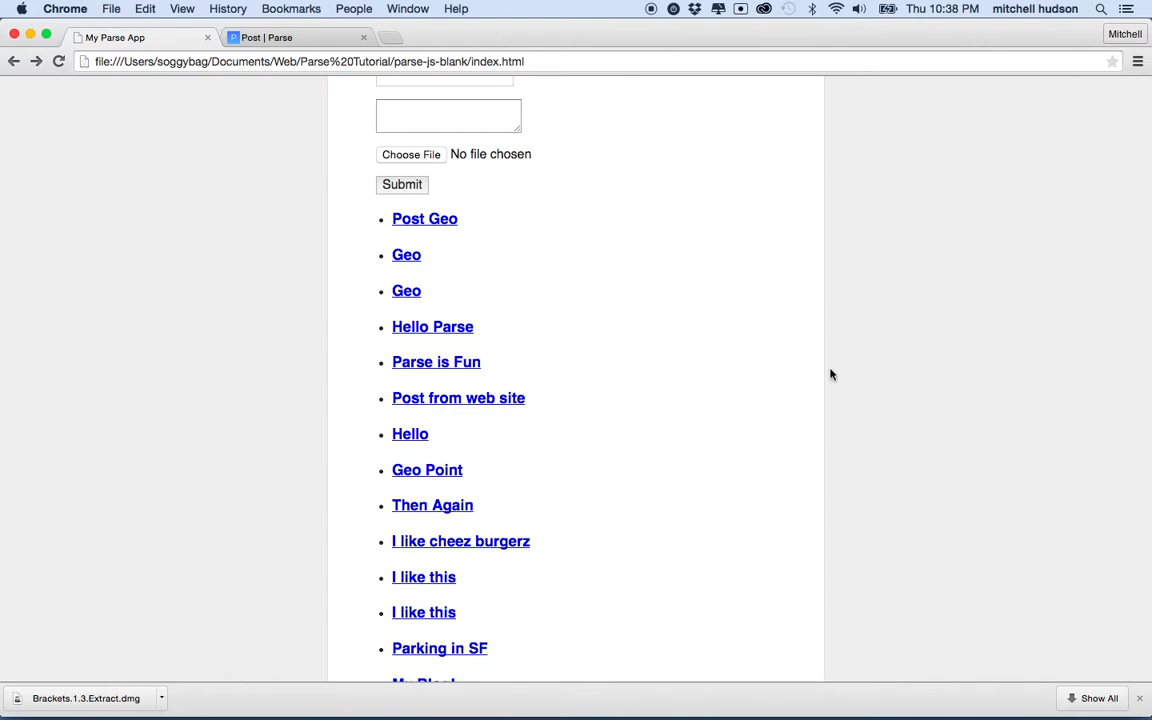 Chrome File Edit View History Bookmarks People Window Help Thu 10:38 PM mitchell hudson
My Parse App Post | Parse Mitchell
file:///Users/soggybag/Documents/Web/Parse%20Tutorial/parse-js-blank/index.html
Choose File No file chosen
Submit
Post Geo
Geo
Geo
Hello Parse
Parse is Fun
Post from web site
Hello
Geo Point
Then Again
I like cheez burgerz
I like this
I like this
Parking in SF
Brackets.1.3.Extract.dmg Show All